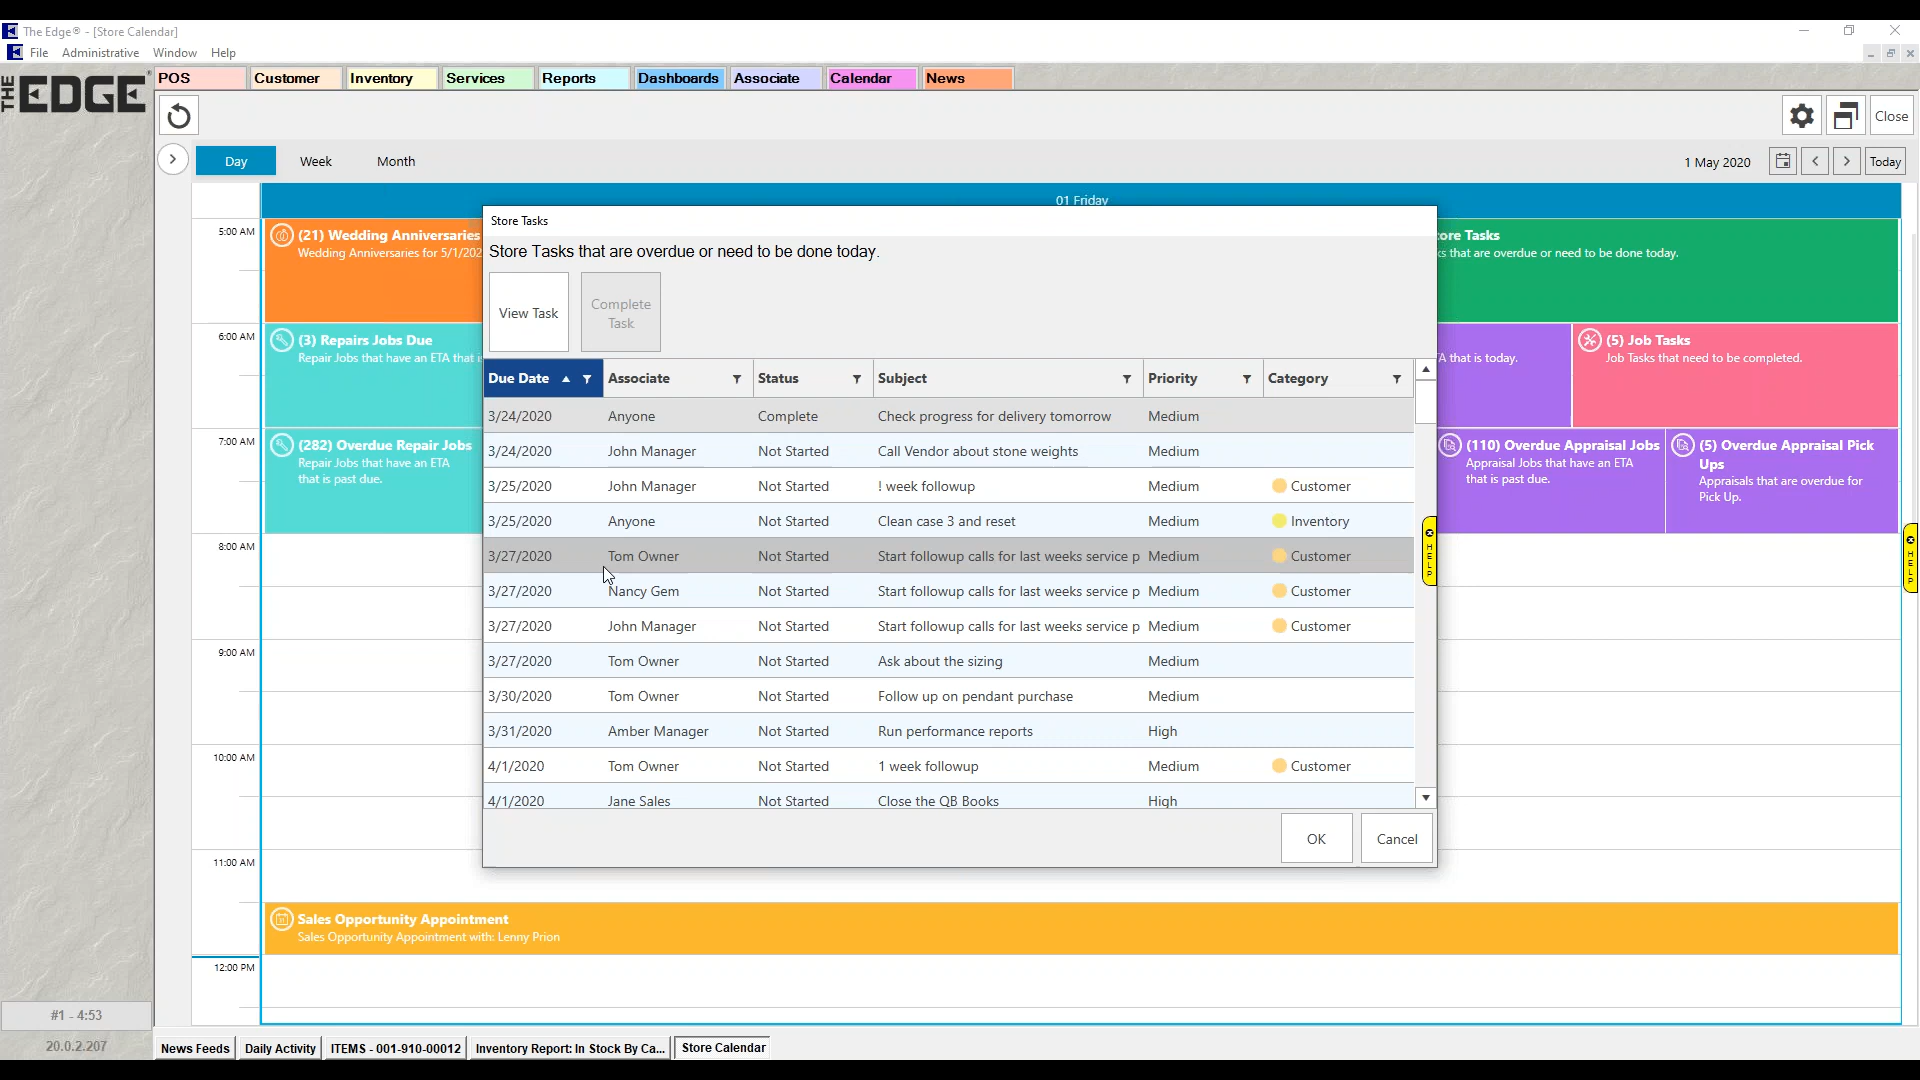 The Edge® - [Store Calendar]
File Administrative Window Help
THE EDGE®
POS Customer Inventory Services Reports Dashboards Associate Calendar News
Close
Day Week Month
1 May 2020
Today
01 Friday
5:00 AM
(21) Wedding Anniversaries
Wedding Anniversaries for 5/1/202
ore Tasks
s that are overdue or need to be done today.
6:00 AM
(3) Repairs Jobs Due
Repair Jobs that have an ETA that i
A that is today.
(5) Job Tasks
Job Tasks that need to be completed.
7:00 AM
(282) Overdue Repair Jobs
Repair Jobs that have an ETA
that is past due.
(110) Overdue Appraisal Jobs
Appraisal Jobs that have an ETA
that is past due.
(5) Overdue Appraisal Pick
Ups
Appraisals that are overdue for
Pick Up.
8:00 AM
9:00 AM
10:00 AM
11:00 AM
Sales Opportunity Appointment
Sales Opportunity Appointment with: Lenny Prion
12:00 PM
Store Tasks
Store Tasks that are overdue or need to be done today.
View Task
Complete
Task
Due Date Associate Status Subject Priority Category
3/24/2020 Anyone Complete Check progress for delivery tomorrow Medium
3/24/2020 John Manager Not Started Call Vendor about stone weights Medium
3/25/2020 John Manager Not Started ! week followup Medium Customer
3/25/2020 Anyone Not Started Clean case 3 and reset Medium Inventory
3/27/2020 Tom Owner Not Started Start followup calls for last weeks service p Medium Customer
3/27/2020 Nancy Gem Not Started Start followup calls for last weeks service p Medium Customer
3/27/2020 John Manager Not Started Start followup calls for last weeks service p Medium Customer
3/27/2020 Tom Owner Not Started Ask about the sizing Medium
3/30/2020 Tom Owner Not Started Follow up on pendant purchase Medium
3/31/2020 Amber Manager Not Started Run performance reports High
4/1/2020 Tom Owner Not Started 1 week followup Medium Customer
4/1/2020 Jane Sales Not Started Close the QB Books High
OK Cancel
HELP
HELP
#1 - 4:53
20.0.2.207
News Feeds Daily Activity ITEMS - 001-910-00012 Inventory Report: In Stock By Ca... Store Calendar